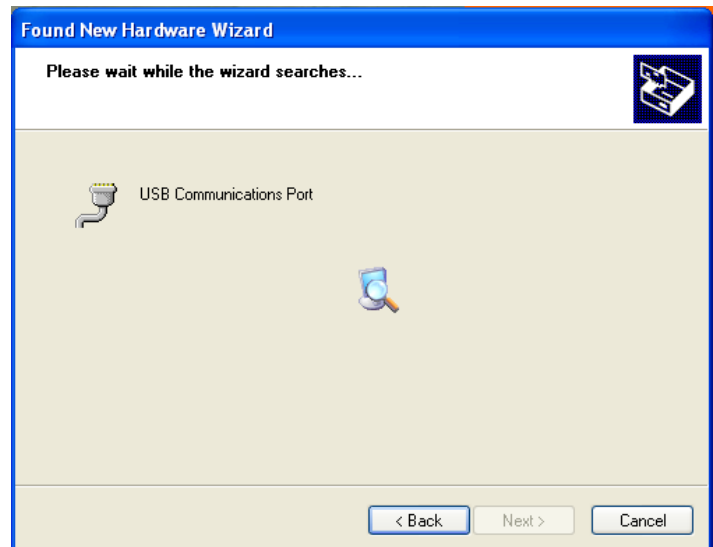 Found New Hardware Wizard
Please wait while the wizard searches...
USB Communications Port
< Back
Next >
Cancel